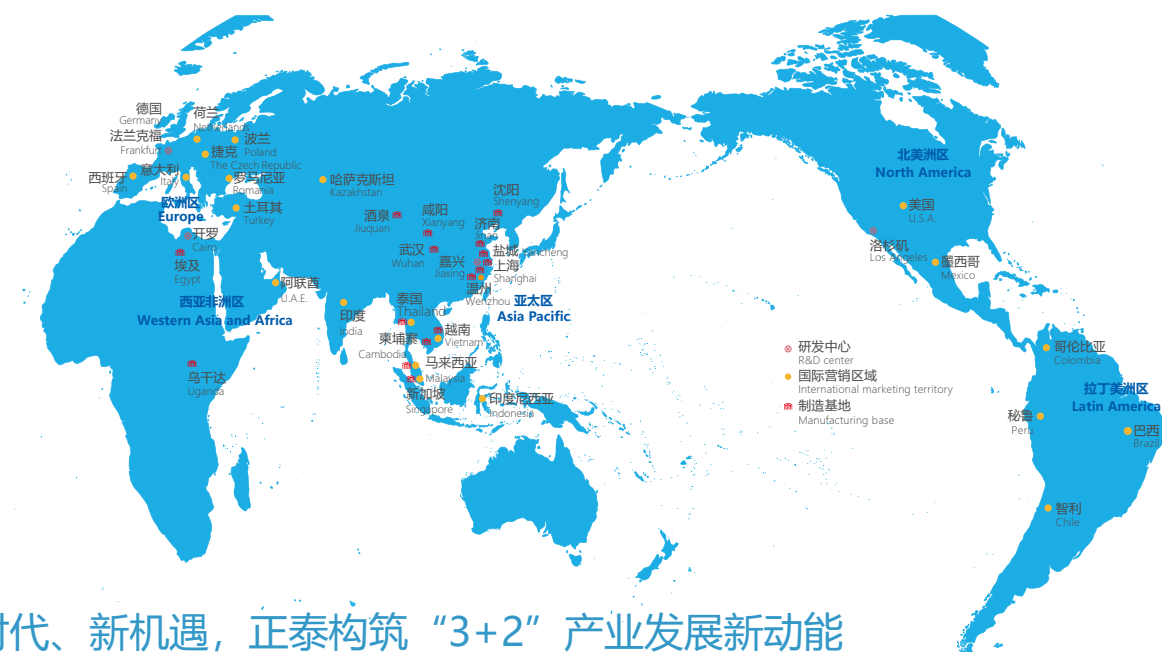 德国
Germany
荷兰
Netherlands
法兰克福
Frankfurt
波兰
Poland
捷克
The Czech Republic
西班牙
Spain
意大利
Italy
罗马尼亚
Romania
哈萨克斯坦
Kazakhstan
欧洲区
Europe
土耳其
Turkey
开罗
Cairo
埃及
Egypt
阿联酋
U.A.E.
西亚非洲区
Western Asia and Africa
乌干达
Uganda
沈阳
Shenyang
酒泉
Jiuquan
咸阳
Xianyang
济南
Jinan
武汉
Wuhan
嘉兴
Jiaxing
盐城 Yancheng
上海
Shanghai
温州
Wenzhou
亚太区
Asia Pacific
印度
India
泰国
Thailand
柬埔寨
Cambodia
越南
Vietnam
马来西亚
Malaysia
新加坡
Singapore
印度尼西亚
Indonesia
北美洲区
North America
美国
U.S.A.
洛杉矶
Los Angeles
墨西哥
Mexico
研发中心
R&D center
国际营销区域
International marketing territory
制造基地
Manufacturing base
哥伦比亚
Colombia
拉丁美洲区
Latin America
秘鲁
Peru
巴西
Brazil
智利
Chile
时代、新机遇，正泰构筑“3+2”产业发展新动能